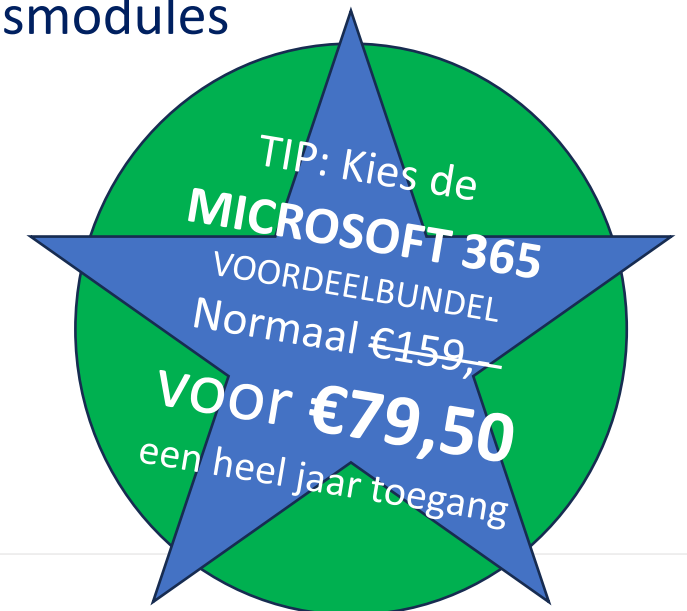 smodules
TIP: Kies de
MICROSOFT 365
VOORDEELBUNDEL
Normaal €159,-
voor €79,50
een heel jaar toegang